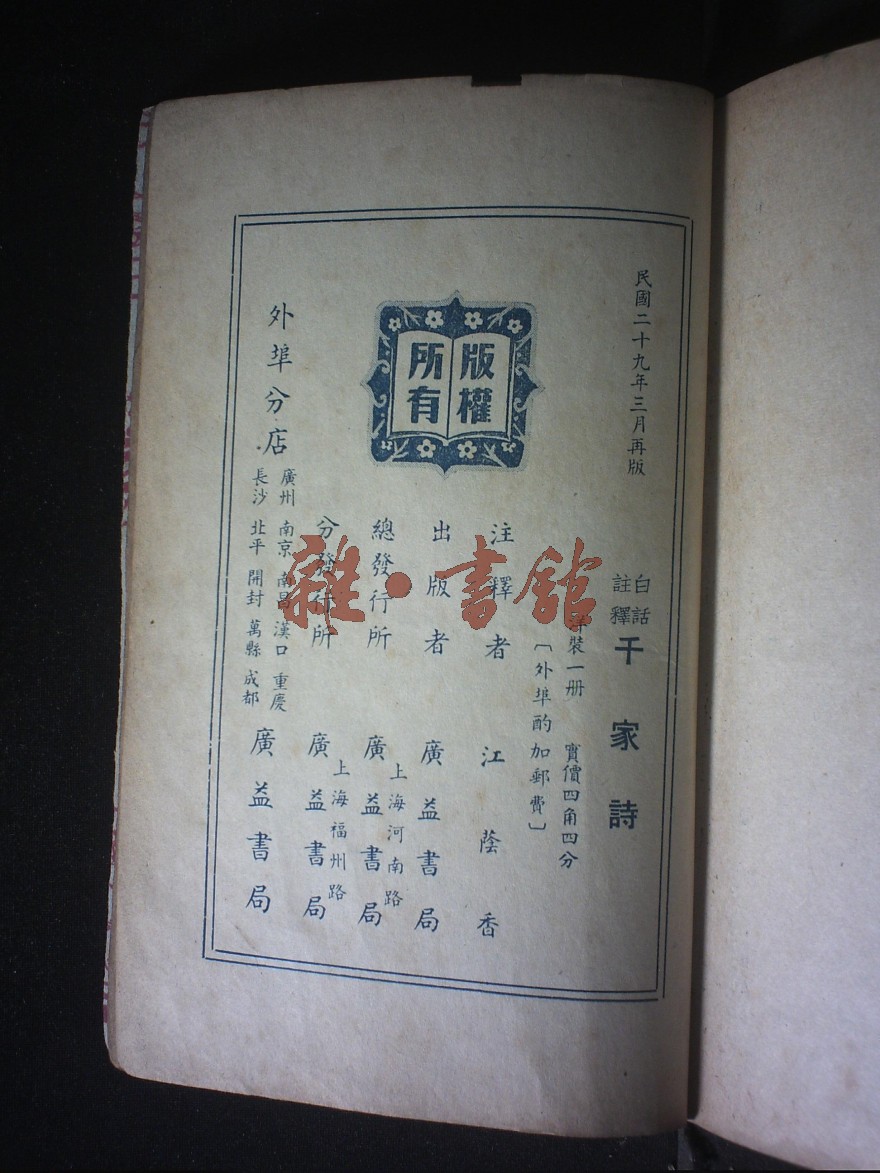 民國二十九年三月再版
白話
註釋
千家詩
洋裝一冊 實價四角四分
〔外埠酌加郵費〕
版權
所有
注釋者 江蔭香
出版者 廣益書局
總發行所 上海河南路 廣益書局
分發行所 上海福州路 廣益書局
外埠分店
廣州 南京 南昌 漢口 重慶
長沙 北平 開封 萬縣 成都
廣益書局
雜·書館